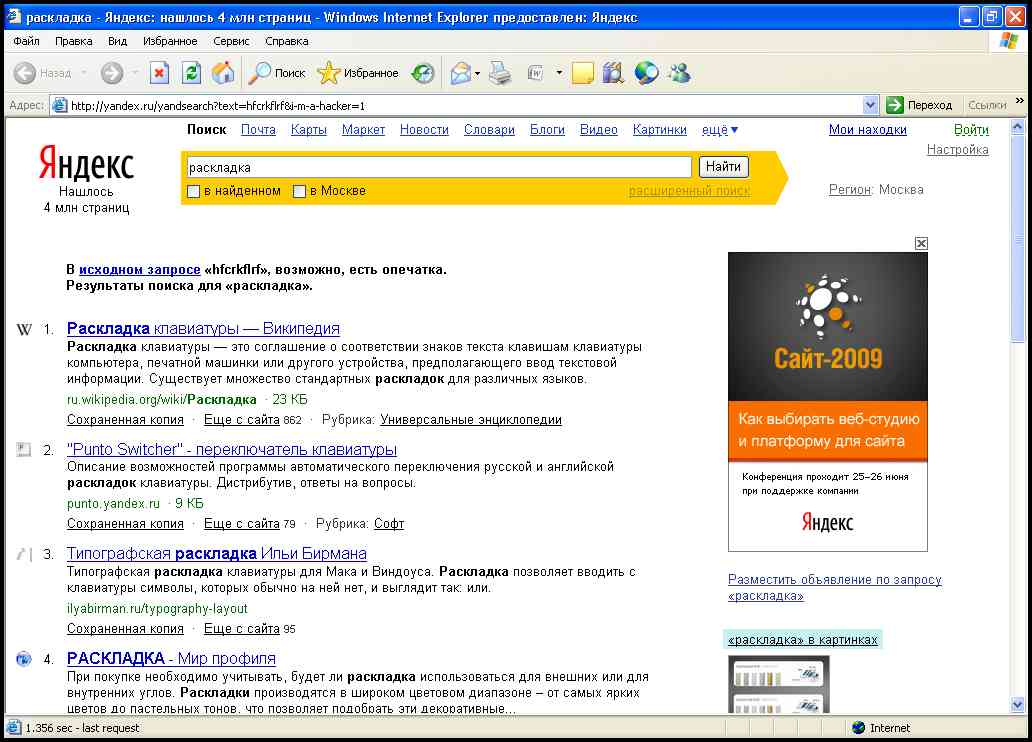 раскладка - Яндекс: нашлось 4 млн страниц - Windows Internet Explorer предоставлен: Яндекс
Файл Правка Вид Избранное Сервис Справка
Назад Поиск Избранное
Адрес: http://yandex.ru/yandsearch?text=hfcrkflrf&i-m-a-hacker=1 Переход Ссылки »
Поиск Почта Карты Маркет Новости Словари Блоги Видео Картинки ещё ▼ Мои находки Войти
Настройка
Яндекс
раскладка Найти
Нашлось
4 млн страниц
в найденном в Москве расширенный поиск Регион: Москва
В исходном запросе «hfcrkflrf», возможно, есть опечатка.
Результаты поиска для «раскладка».
W 1. Раскладка клавиатуры — Википедия
Раскладка клавиатуры — это соглашение о соответствии знаков текста клавишам клавиатуры
компьютера, печатной машинки или другого устройства, предполагающего ввод текстовой
информации. Существует множество стандартных раскладок для различных языков.
ru.wikipedia.org/wiki/Раскладка · 23 КБ
Сохраненная копия · Еще с сайта 862 · Рубрика: Универсальные энциклопедии
2. "Punto Switcher" - переключатель клавиатуры
Описание возможностей программы автоматического переключения русской и английской
раскладок клавиатуры. Дистрибутив, ответы на вопросы.
punto.yandex.ru · 9 КБ
Сохраненная копия · Еще с сайта 79 · Рубрика: Софт
3. Типографская раскладка Ильи Бирмана
Типографская раскладка клавиатуры для Мака и Виндоуса. Раскладка позволяет вводить с
клавиатуры символы, которых обычно на ней нет, и выглядит так: или.
ilyabirman.ru/typography-layout
Сохраненная копия · Еще с сайта 95
4. РАСКЛАДКА - Мир профиля
При покупке необходимо учитывать, будет ли раскладка использоваться для внешних или для
внутренних углов. Раскладки производятся в широком цветовом диапазоне – от самых ярких
цветов до пастельных тонов, что позволяет подобрать эти декоративные...
Сайт-2009
Как выбирать веб-студию
и платформу для сайта
Конференция проходит 25–26 июня
при поддержке компании
Яндекс
Разместить объявление по запросу
«раскладка»
«раскладка» в картинках
1.356 sec - last request Internet